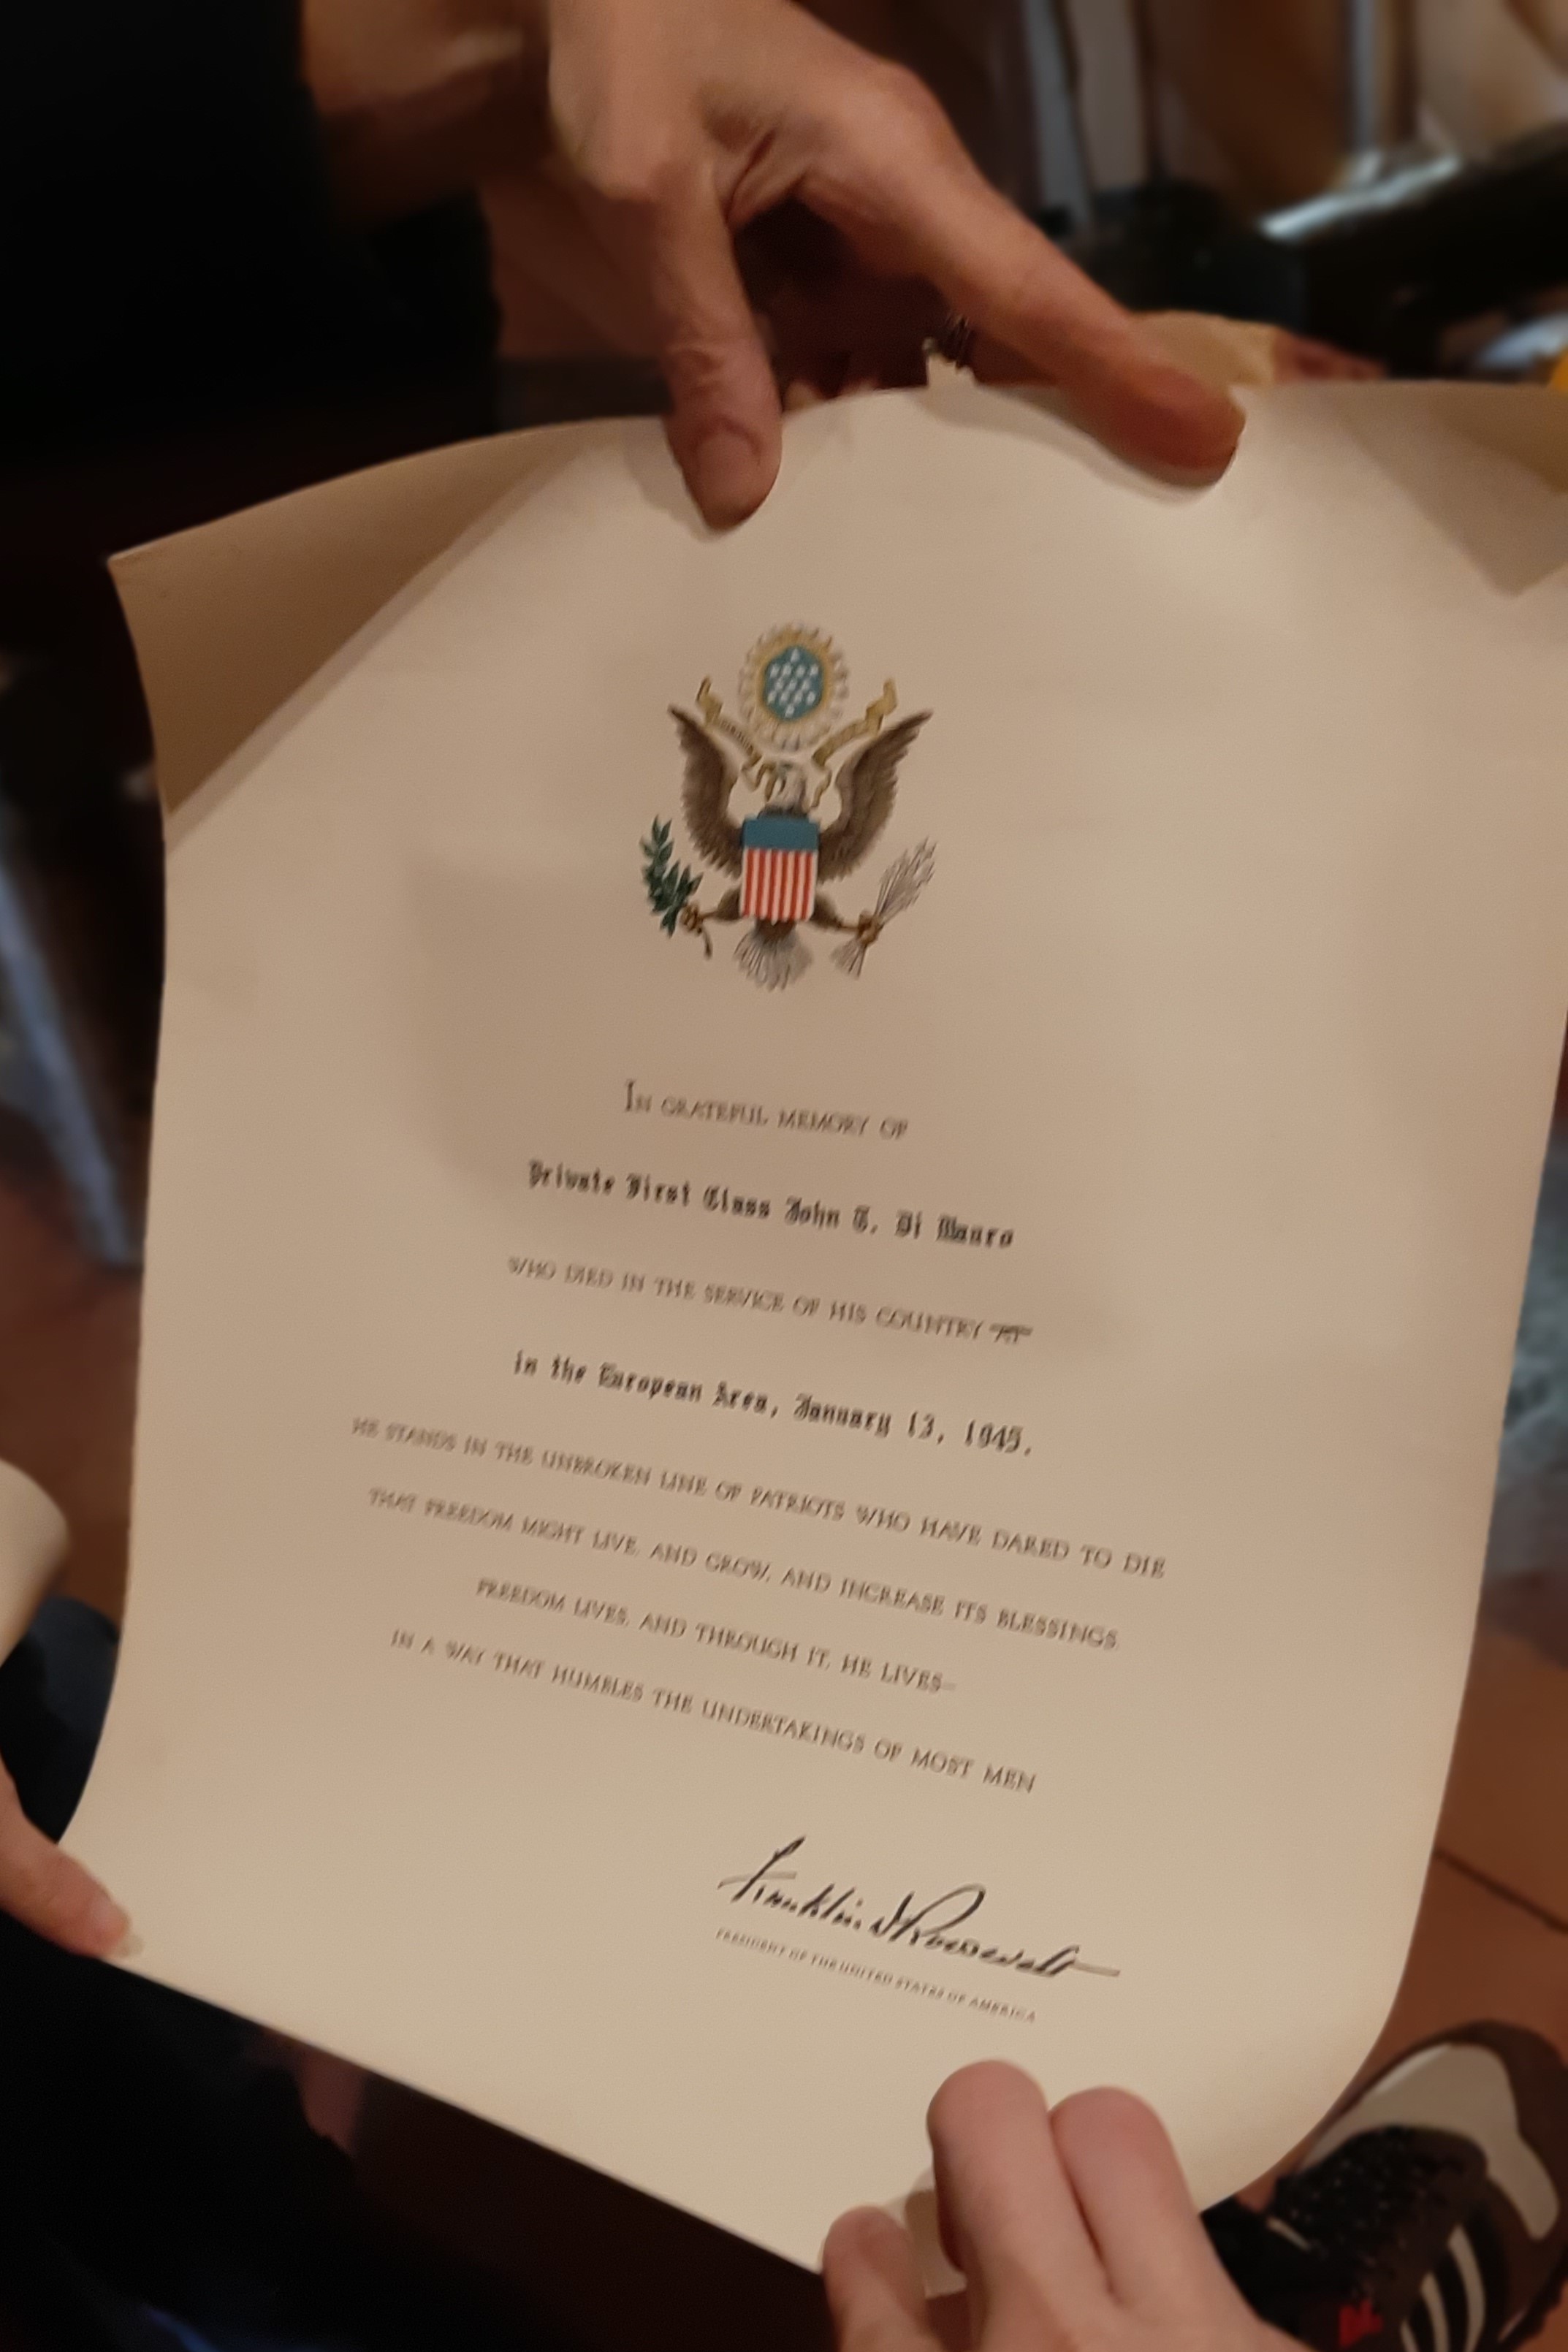 IN GRATEFUL MEMORY OF
Private First Class John T. Di Mauro
WHO DIED IN THE SERVICE OF HIS COUNTRY AT
in the European Area, January 13, 1945.
HE STANDS IN THE UNBROKEN LINE OF PATRIOTS WHO HAVE DARED TO DIE
THAT FREEDOM MIGHT LIVE, AND GROW, AND INCREASE ITS BLESSINGS.
FREEDOM LIVES, AND THROUGH IT, HE LIVES—
IN A WAY THAT HUMBLES THE UNDERTAKINGS OF MOST MEN
Franklin D Roosevelt
PRESIDENT OF THE UNITED STATES OF AMERICA